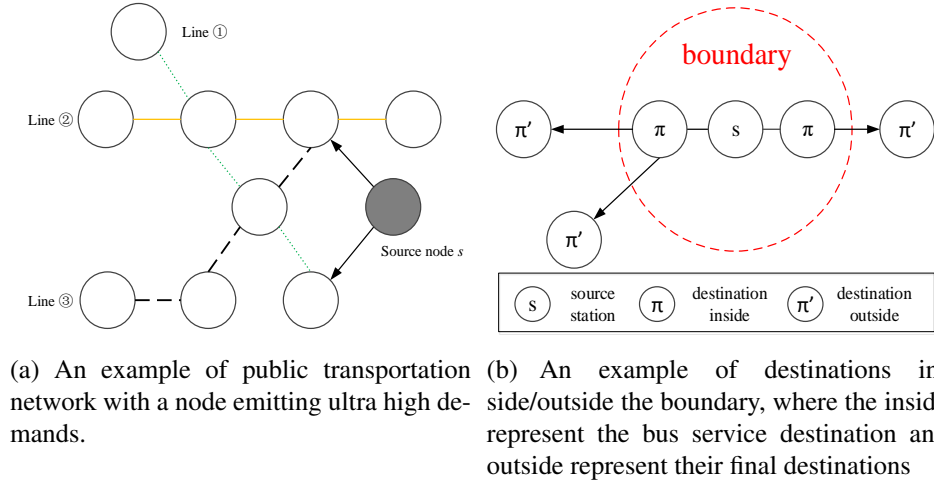 Line ①
Line ②
Source node s
Line ③
boundary
π'
π
s
π
π'
π'
s
source
station
π
destination
inside
π'
destination
outside
(a) An example of public transportation
network with a node emitting ultra high de-
mands.
(b) An example of destinations in
side/outside the boundary, where the insid
represent the bus service destination an
outside represent their final destinations